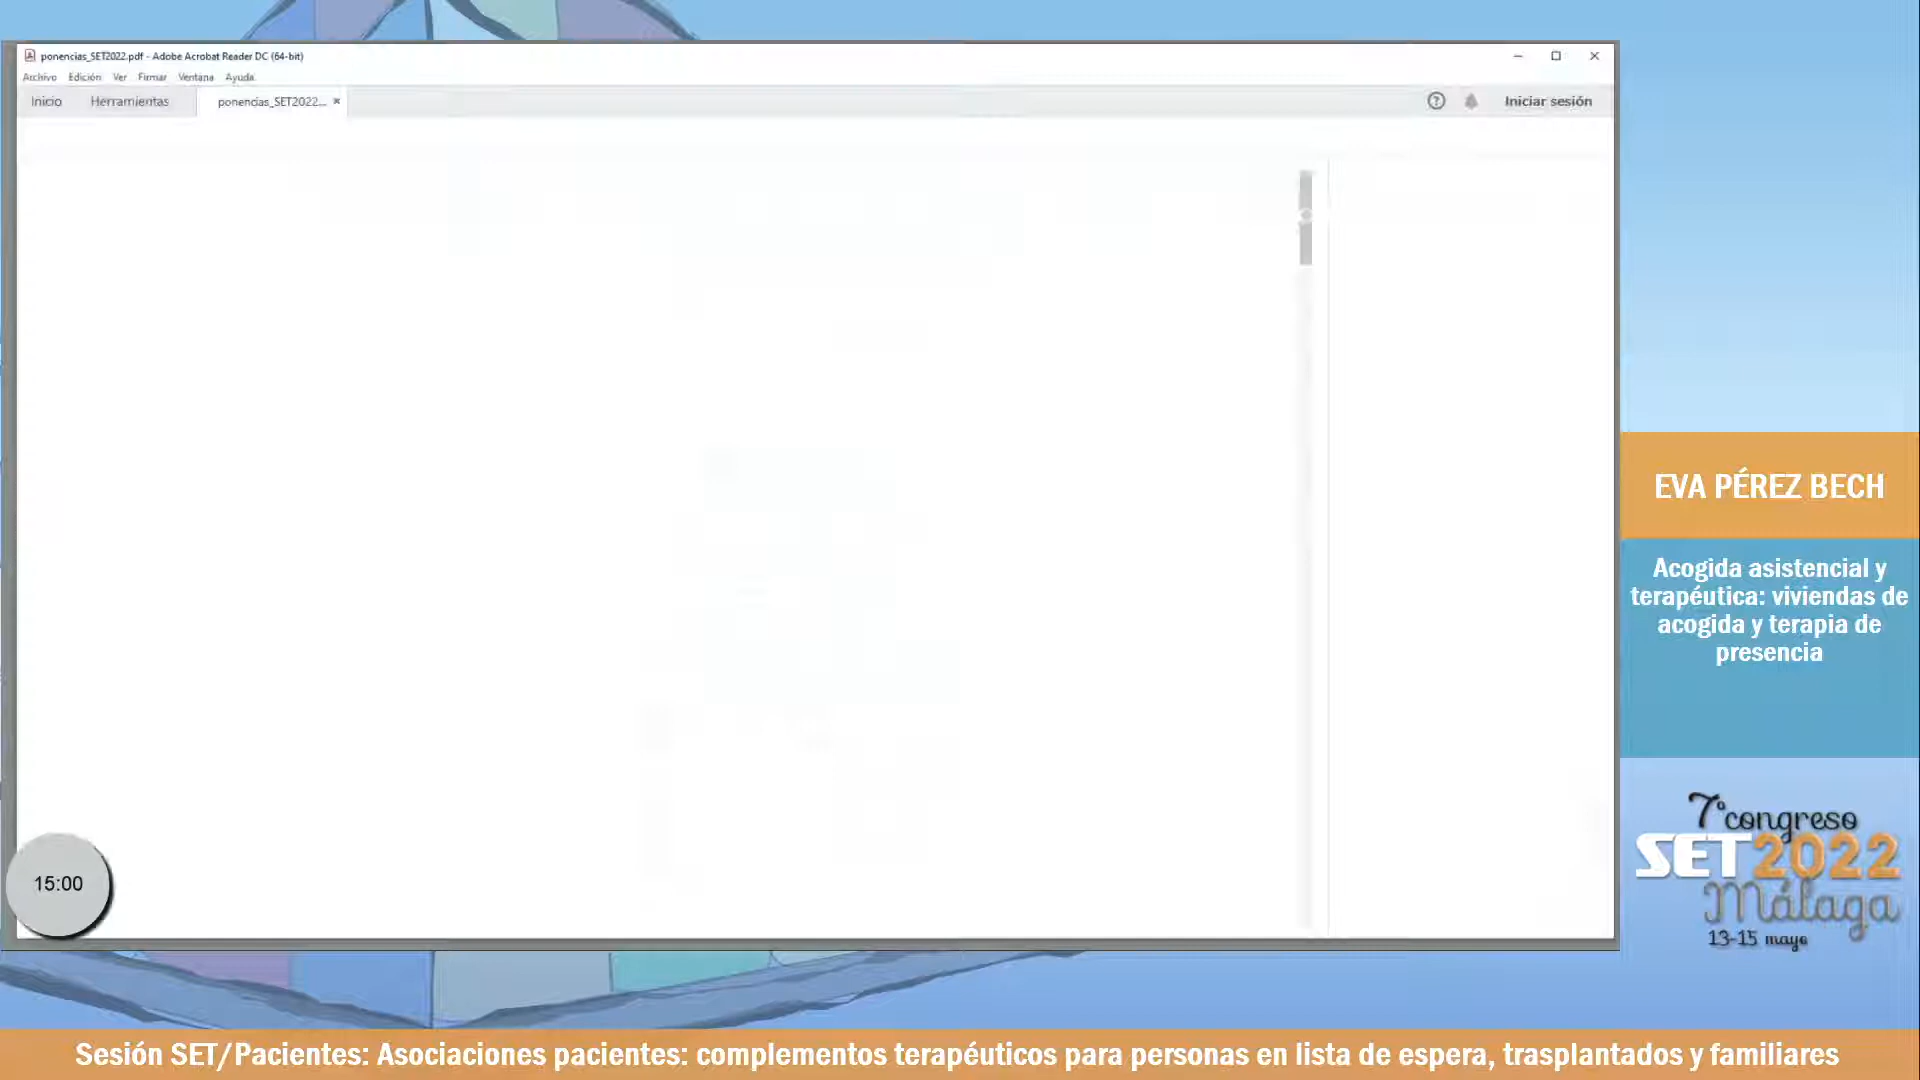 ponencias_SET2022.pdf - Adobe Acrobat Reader DC (64-bit)
Archivo Edición Ver Firmar Ventana Ayuda
Inicio Herramientas ponencias_SET2022... × Iniciar sesión
EVA PÉREZ BECH
Acogida asistencial y
terapéutica: viviendas de
acogida y terapia de
presencia
15:00
7º congreso
SET2022
Málaga
13-15 mayo
Sesión SET/Pacientes: Asociaciones pacientes: complementos terapéuticos para personas en lista de espera, trasplantados y familiares